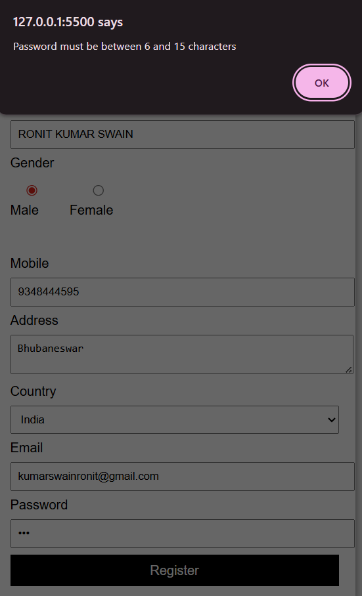 127.0.0.1:5500 says
Password must be between 6 and 15 characters
OK
RONIT KUMAR SWAIN
Gender
Male Female
Mobile
9348444595
Address
Bhubaneswar
Country
India
Email
kumarswainronit@gmail.com
Password
•••
Register